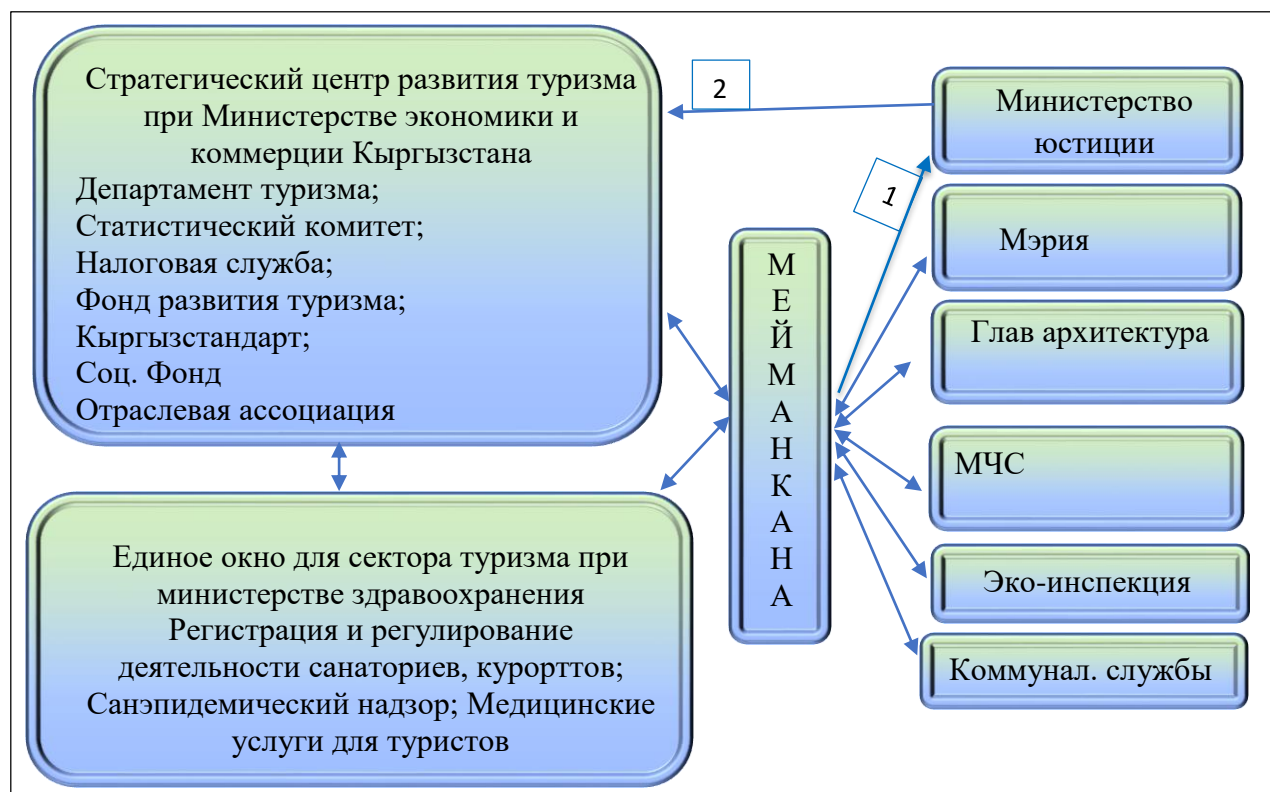 Стратегический центр развития туризма
при Министерстве экономики и
коммерции Кыргызстана
Департамент туризма;
Статистический комитет;
Налоговая служба;
Фонд развития туризма;
Кыргызстандарт;
Соц. Фонд
Отраслевая ассоциация
Единое окно для сектора туризма при
министерстве здравоохранения
Регистрация и регулирование
деятельности санаториев, курорттов;
Санэпидемический надзор; Медицинские
услуги для туристов
М
Е
Й
М
А
Н
К
А
Н
А
2
1
Министерство
юстиции
Мэрия
Глав архитектура
МЧС
Эко-инспекция
Коммунал. службы